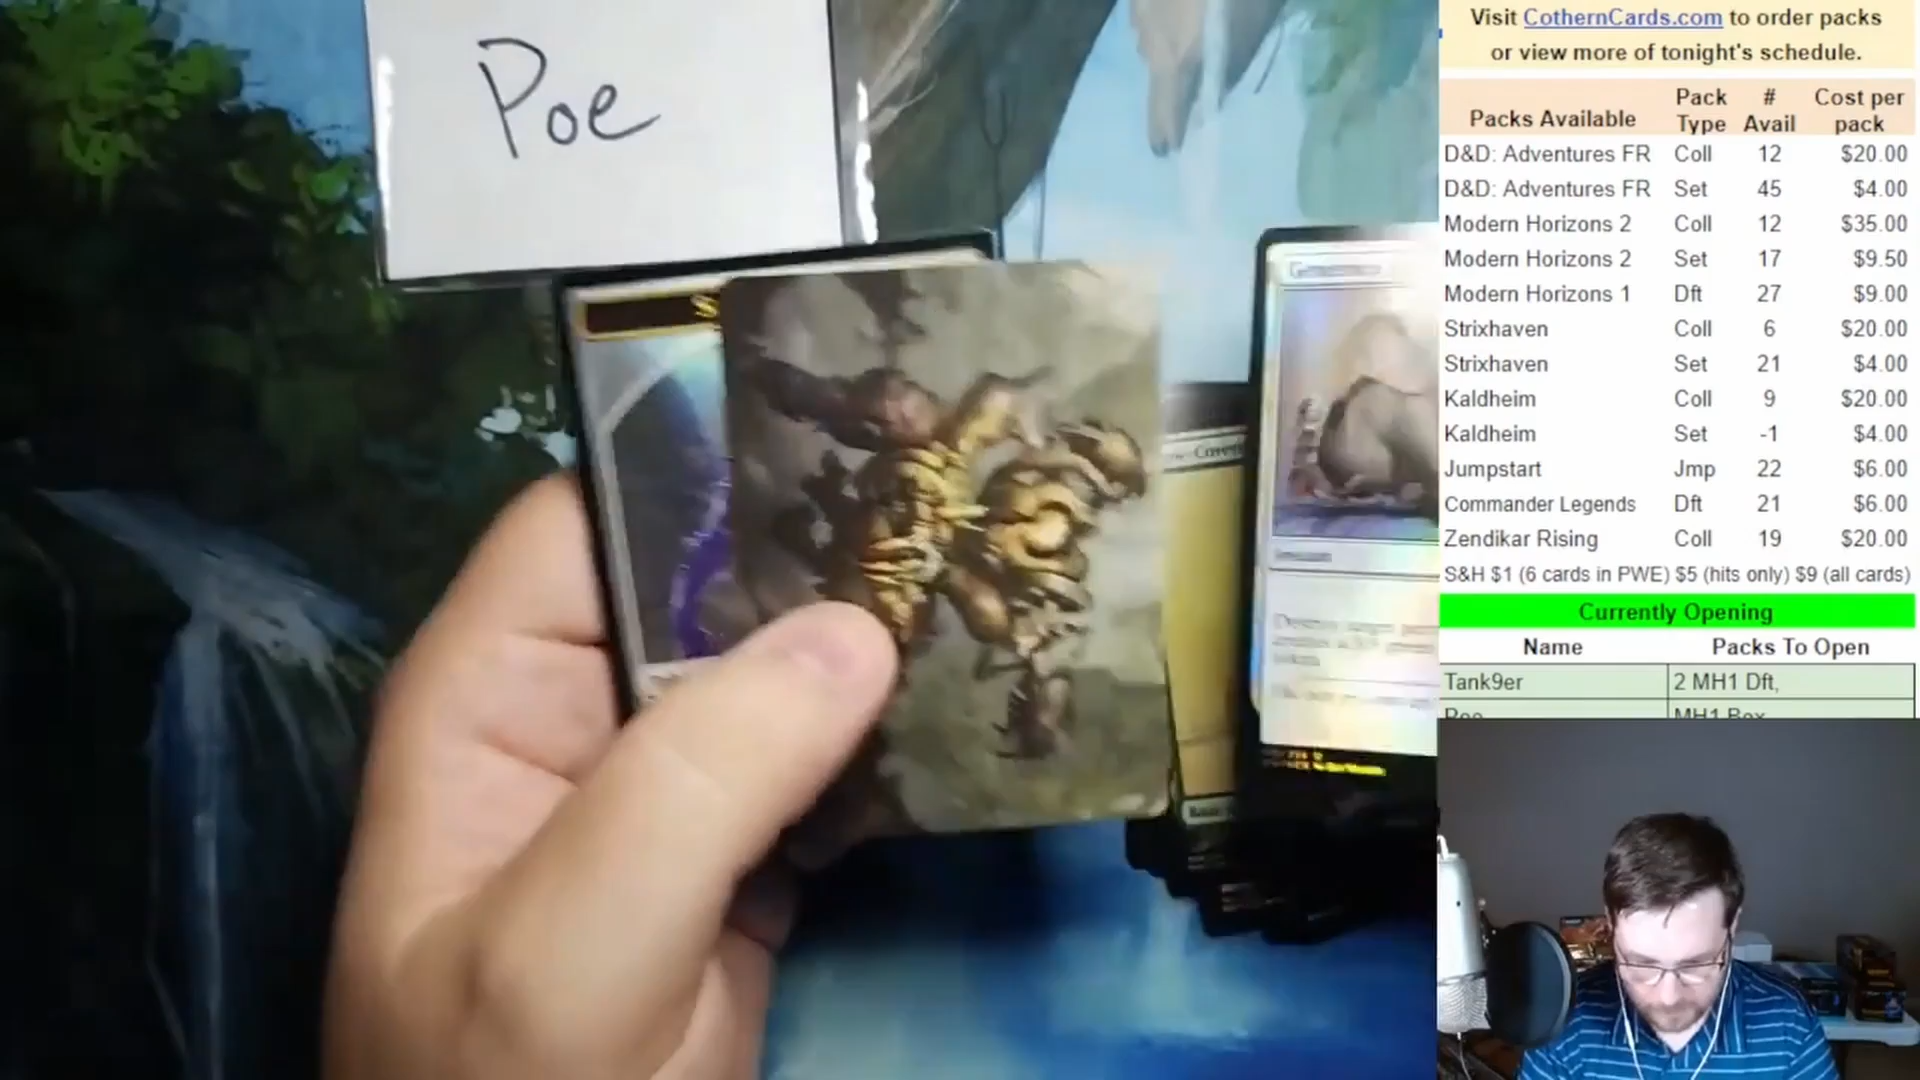 Poe
Visit CothernCards.com to order packs
or view more of tonight's schedule.
Packs Available Pack Type # Avail Cost per pack
D&D: Adventures FR Coll 12 $20.00
D&D: Adventures FR Set 45 $4.00
Modern Horizons 2 Coll 12 $35.00
Modern Horizons 2 Set 17 $9.50
Modern Horizons 1 Dft 27 $9.00
Strixhaven Coll 6 $20.00
Strixhaven Set 21 $4.00
Kaldheim Coll 9 $20.00
Kaldheim Set -1 $4.00
Jumpstart Jmp 22 $6.00
Commander Legends Dft 21 $6.00
Zendikar Rising Coll 19 $20.00
S&H $1 (6 cards in PWE) $5 (hits only) $9 (all cards)
Currently Opening
Name Packs To Open
Tank9er 2 MH1 Dft,
Poe MH1 Box